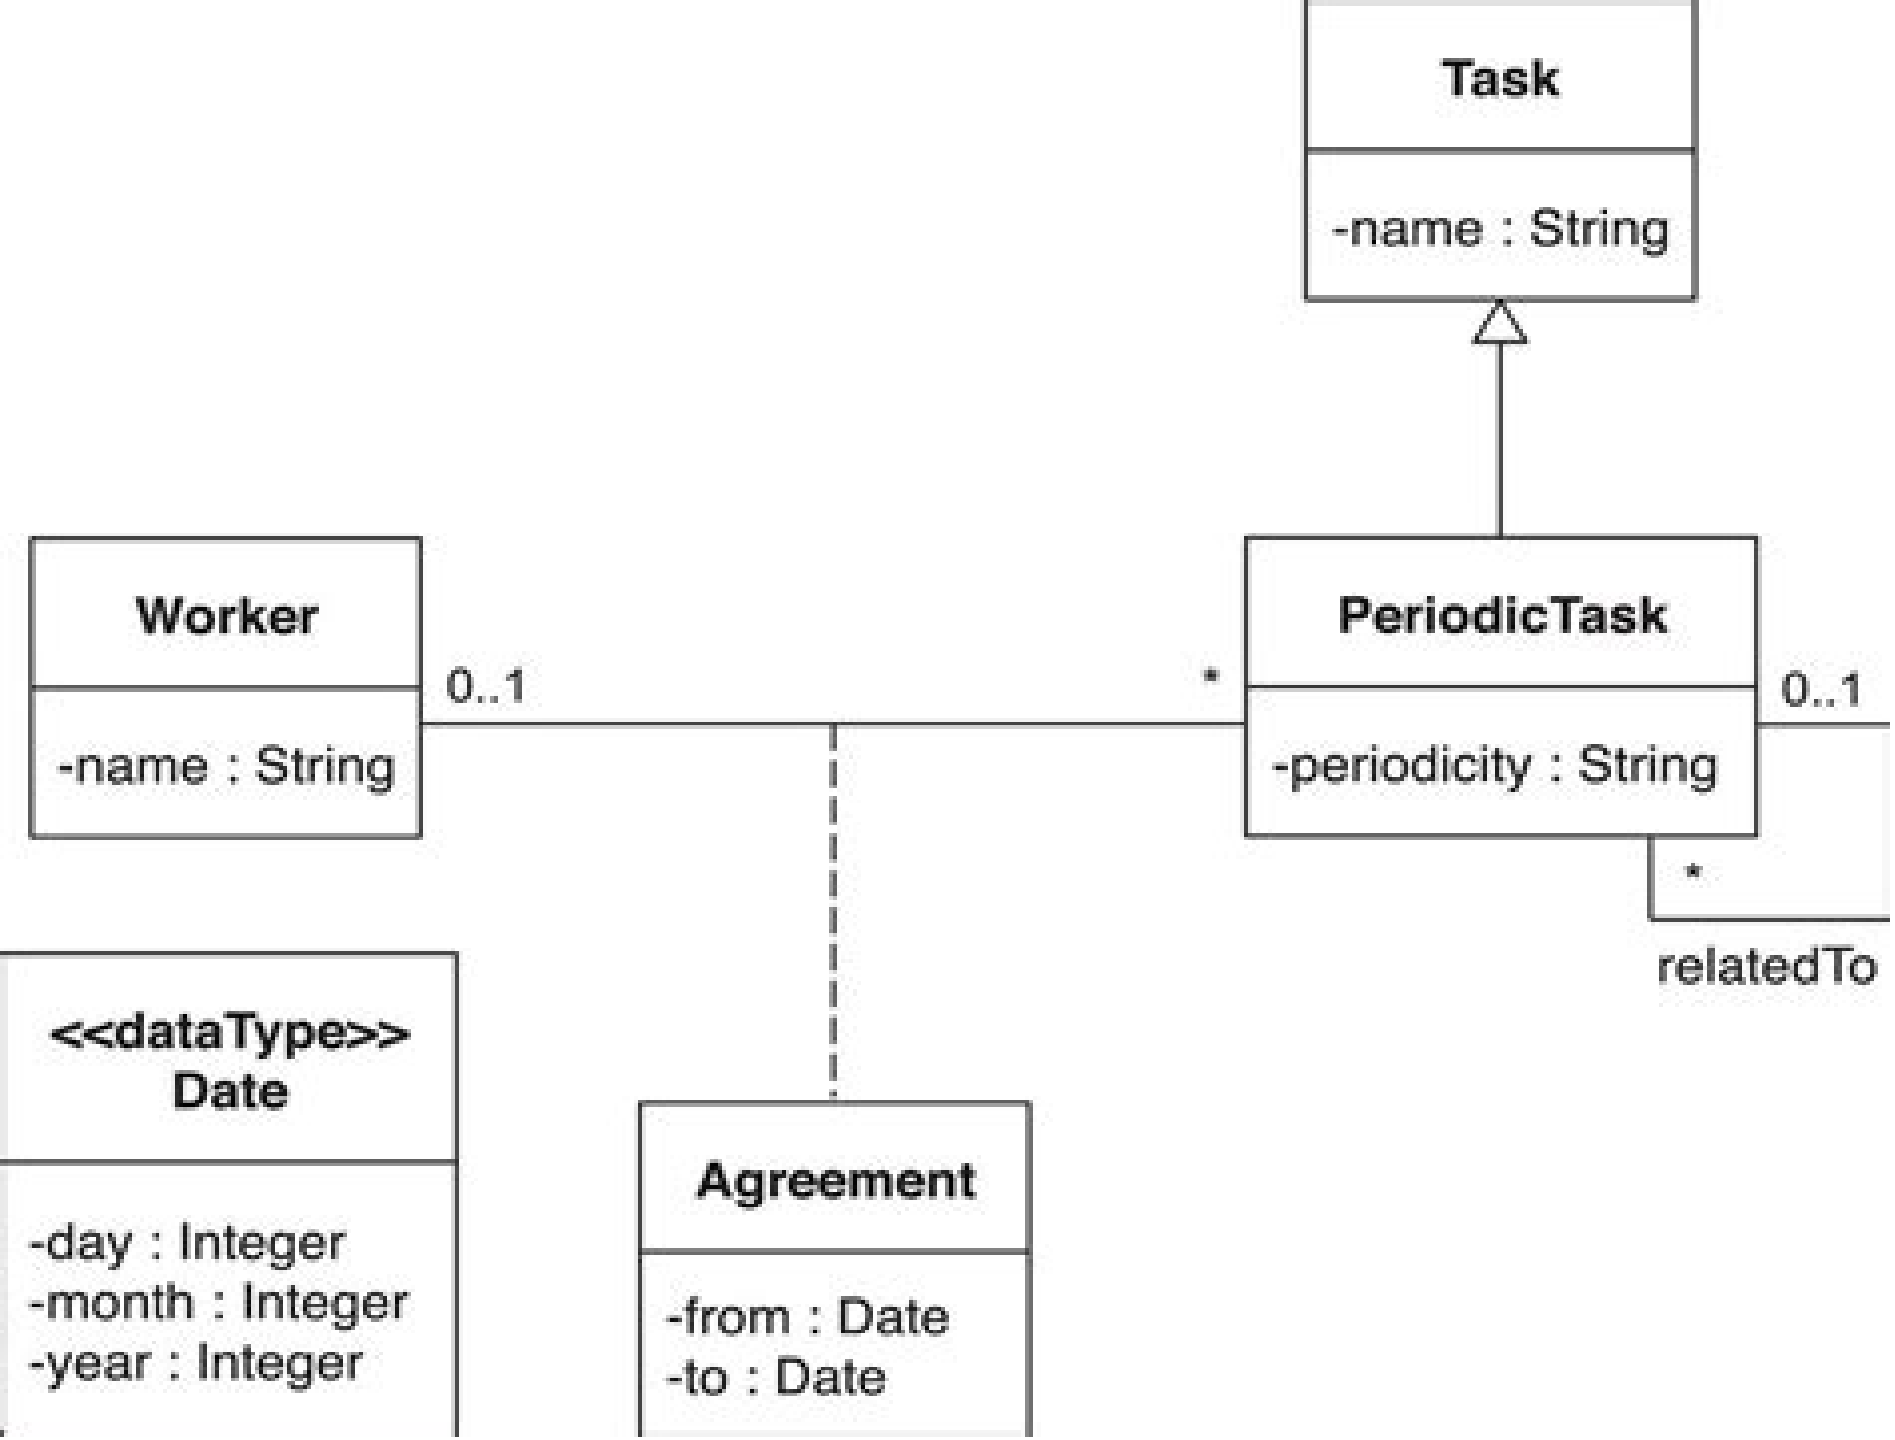 Task
-name : String
Worker
-name : String
0..1
*
PeriodicTask
-periodicity : String
0..1
*
relatedTo
<<dataType>>
Date
-day : Integer
-month : Integer
-year : Integer
Agreement
-from : Date
-to : Date